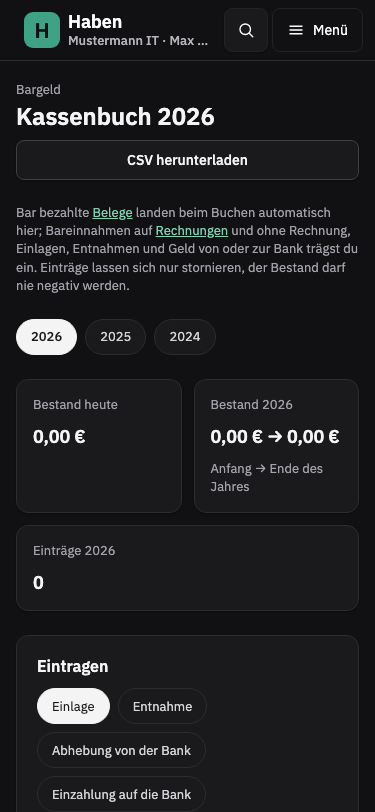 H
Haben
Mustermann IT · Max ...
Menü
Bargeld
Kassenbuch 2026
CSV herunterladen
Bar bezahlte Belege landen beim Buchen automatisch
hier; Bareinnahmen auf Rechnungen und ohne Rechnung,
Einlagen, Entnahmen und Geld von oder zur Bank trägst du
ein. Einträge lassen sich nur stornieren, der Bestand darf
nie negativ werden.
2026 2025 2024
Bestand heute
0,00 €
Bestand 2026
0,00 € → 0,00 €
Anfang → Ende des
Jahres
Einträge 2026
0
Eintragen
Einlage Entnahme
Abhebung von der Bank
Einzahlung auf die Bank